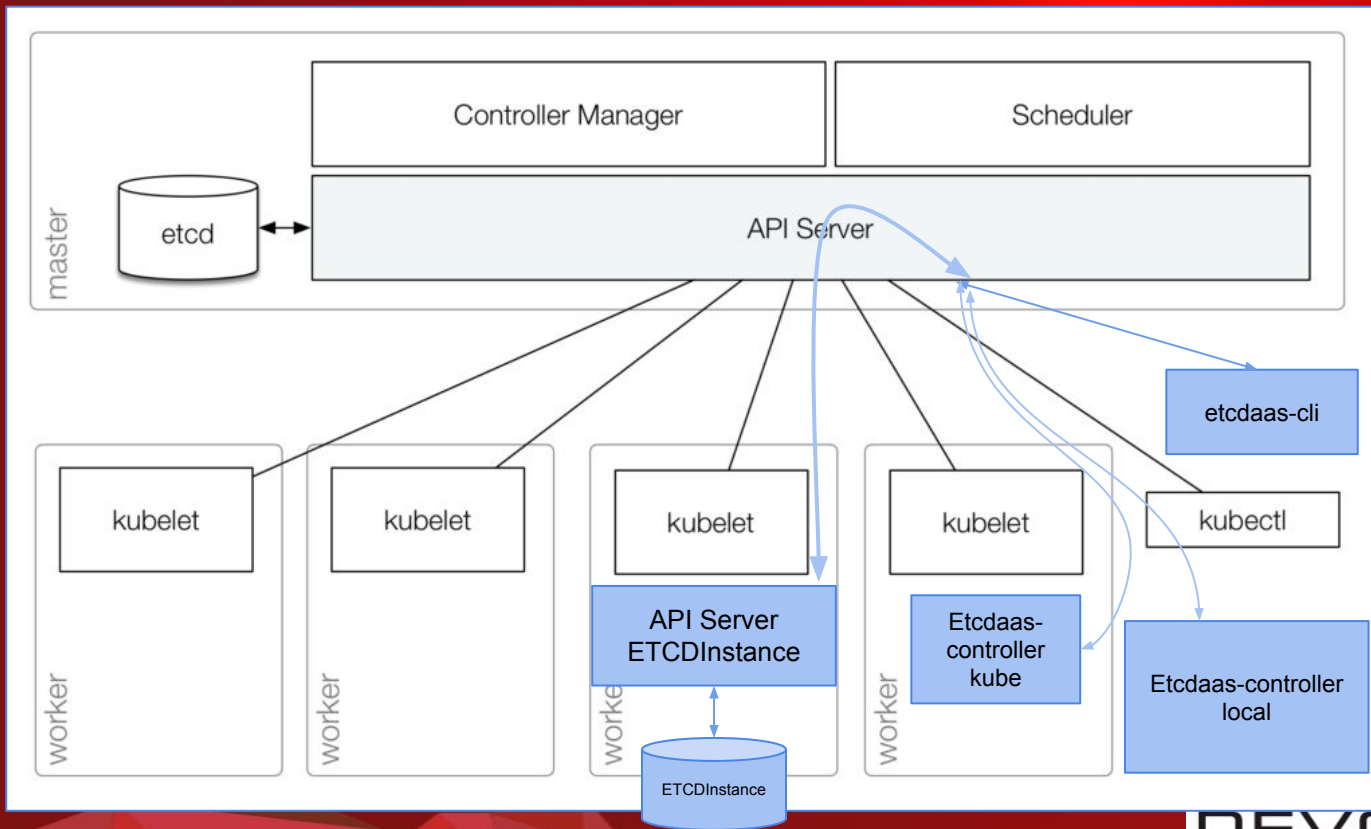 Controller Manager
Scheduler
master
etcd
API Server
etcdaas-cli
kubelet
kubelet
kubelet
kubelet
kubectl
API Server
ETCDInstance
Etcdaas-
controller
kube
Etcdaas-controller
local
worker
worker
worker
worker
ETCDInstance